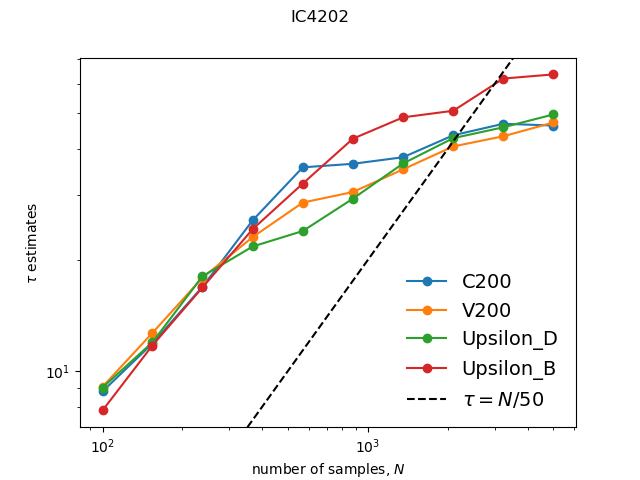 IC4202
τ estimates
10¹
C200
V200
Upsilon_D
Upsilon_B
τ = N/50
10² 10³
number of samples, N